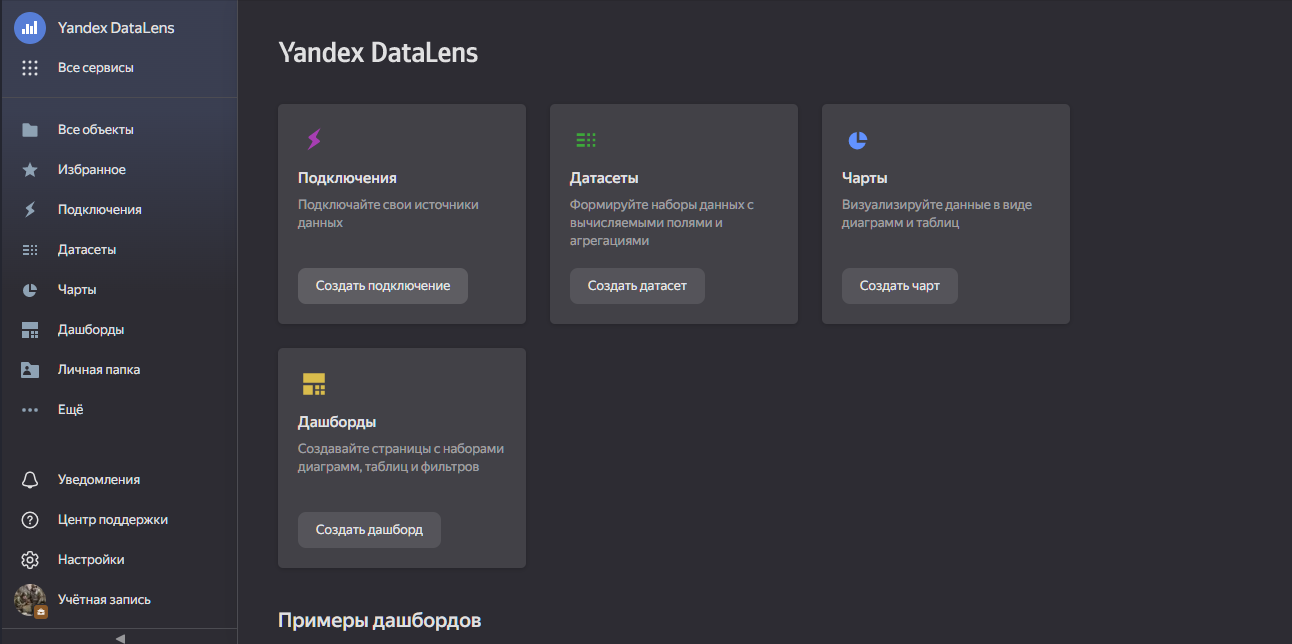 Yandex DataLens
Все сервисы
Все объекты
Избранное
Подключения
Датасеты
Чарты
Дашборды
Личная папка
Ещё
Уведомления
Центр поддержки
Настройки
Учётная запись
Yandex DataLens
Подключения
Подключайте свои источники
данных
Создать подключение
Датасеты
Формируйте наборы данных с
вычисляемыми полями и
агрегациями
Создать датасет
Чарты
Визуализируйте данные в виде
диаграмм и таблиц
Создать чарт
Дашборды
Создавайте страницы с наборами
диаграмм, таблиц и фильтров
Создать дашборд
Примеры дашбордов